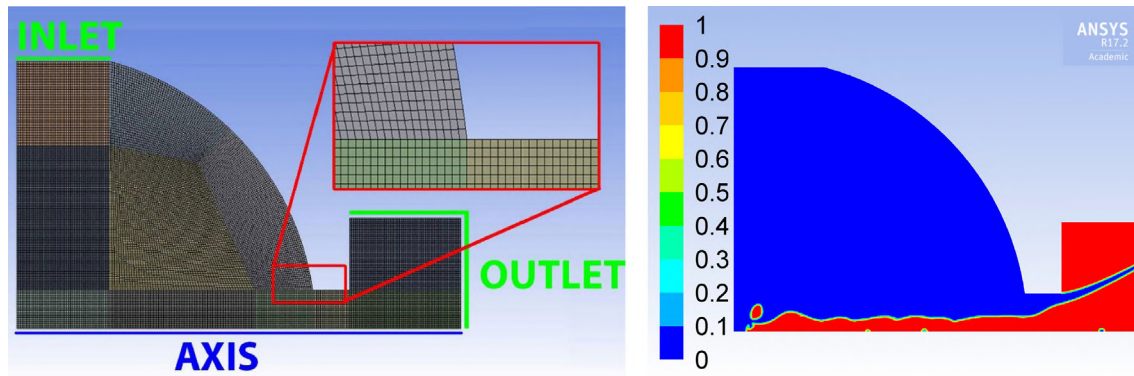 INLET
OUTLET
AXIS
1
0.9
0.8
0.7
0.6
0.5
0.4
0.3
0.2
0.1
0
ANSYS
R17.2
Academic